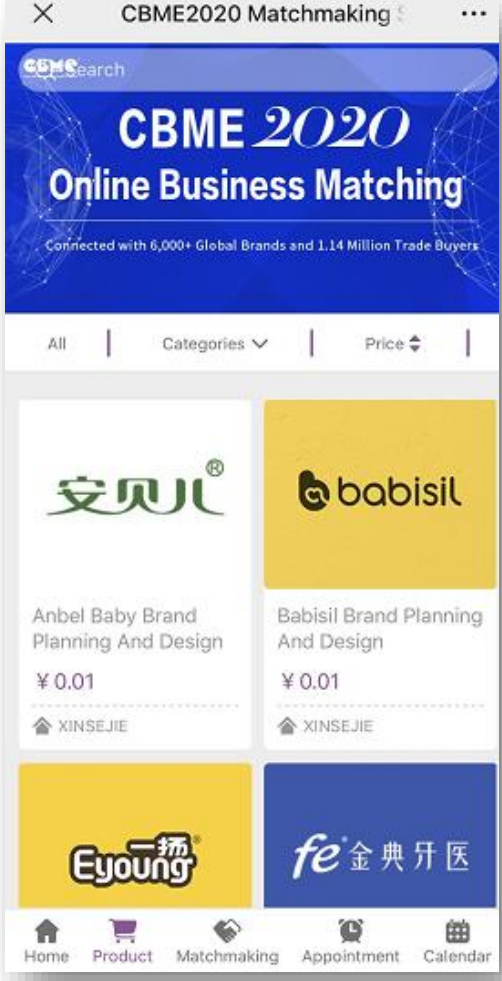 CBME2020 Matchmaking
CBME
Search
CBME 2020
Online Business Matching
Connected with 6,000+ Global Brands and 1.14 Million Trade Buyers
All
Categories
Price
安贝儿®
babisil
Anbel Baby Brand
Planning And Design
¥ 0.01
XINSEJIE
Babisil Brand Planning
And Design
¥ 0.01
XINSEJIE
一扬
Eyoung
fe 金典牙医
Home
Product
Matchmaking
Appointment
Calendar